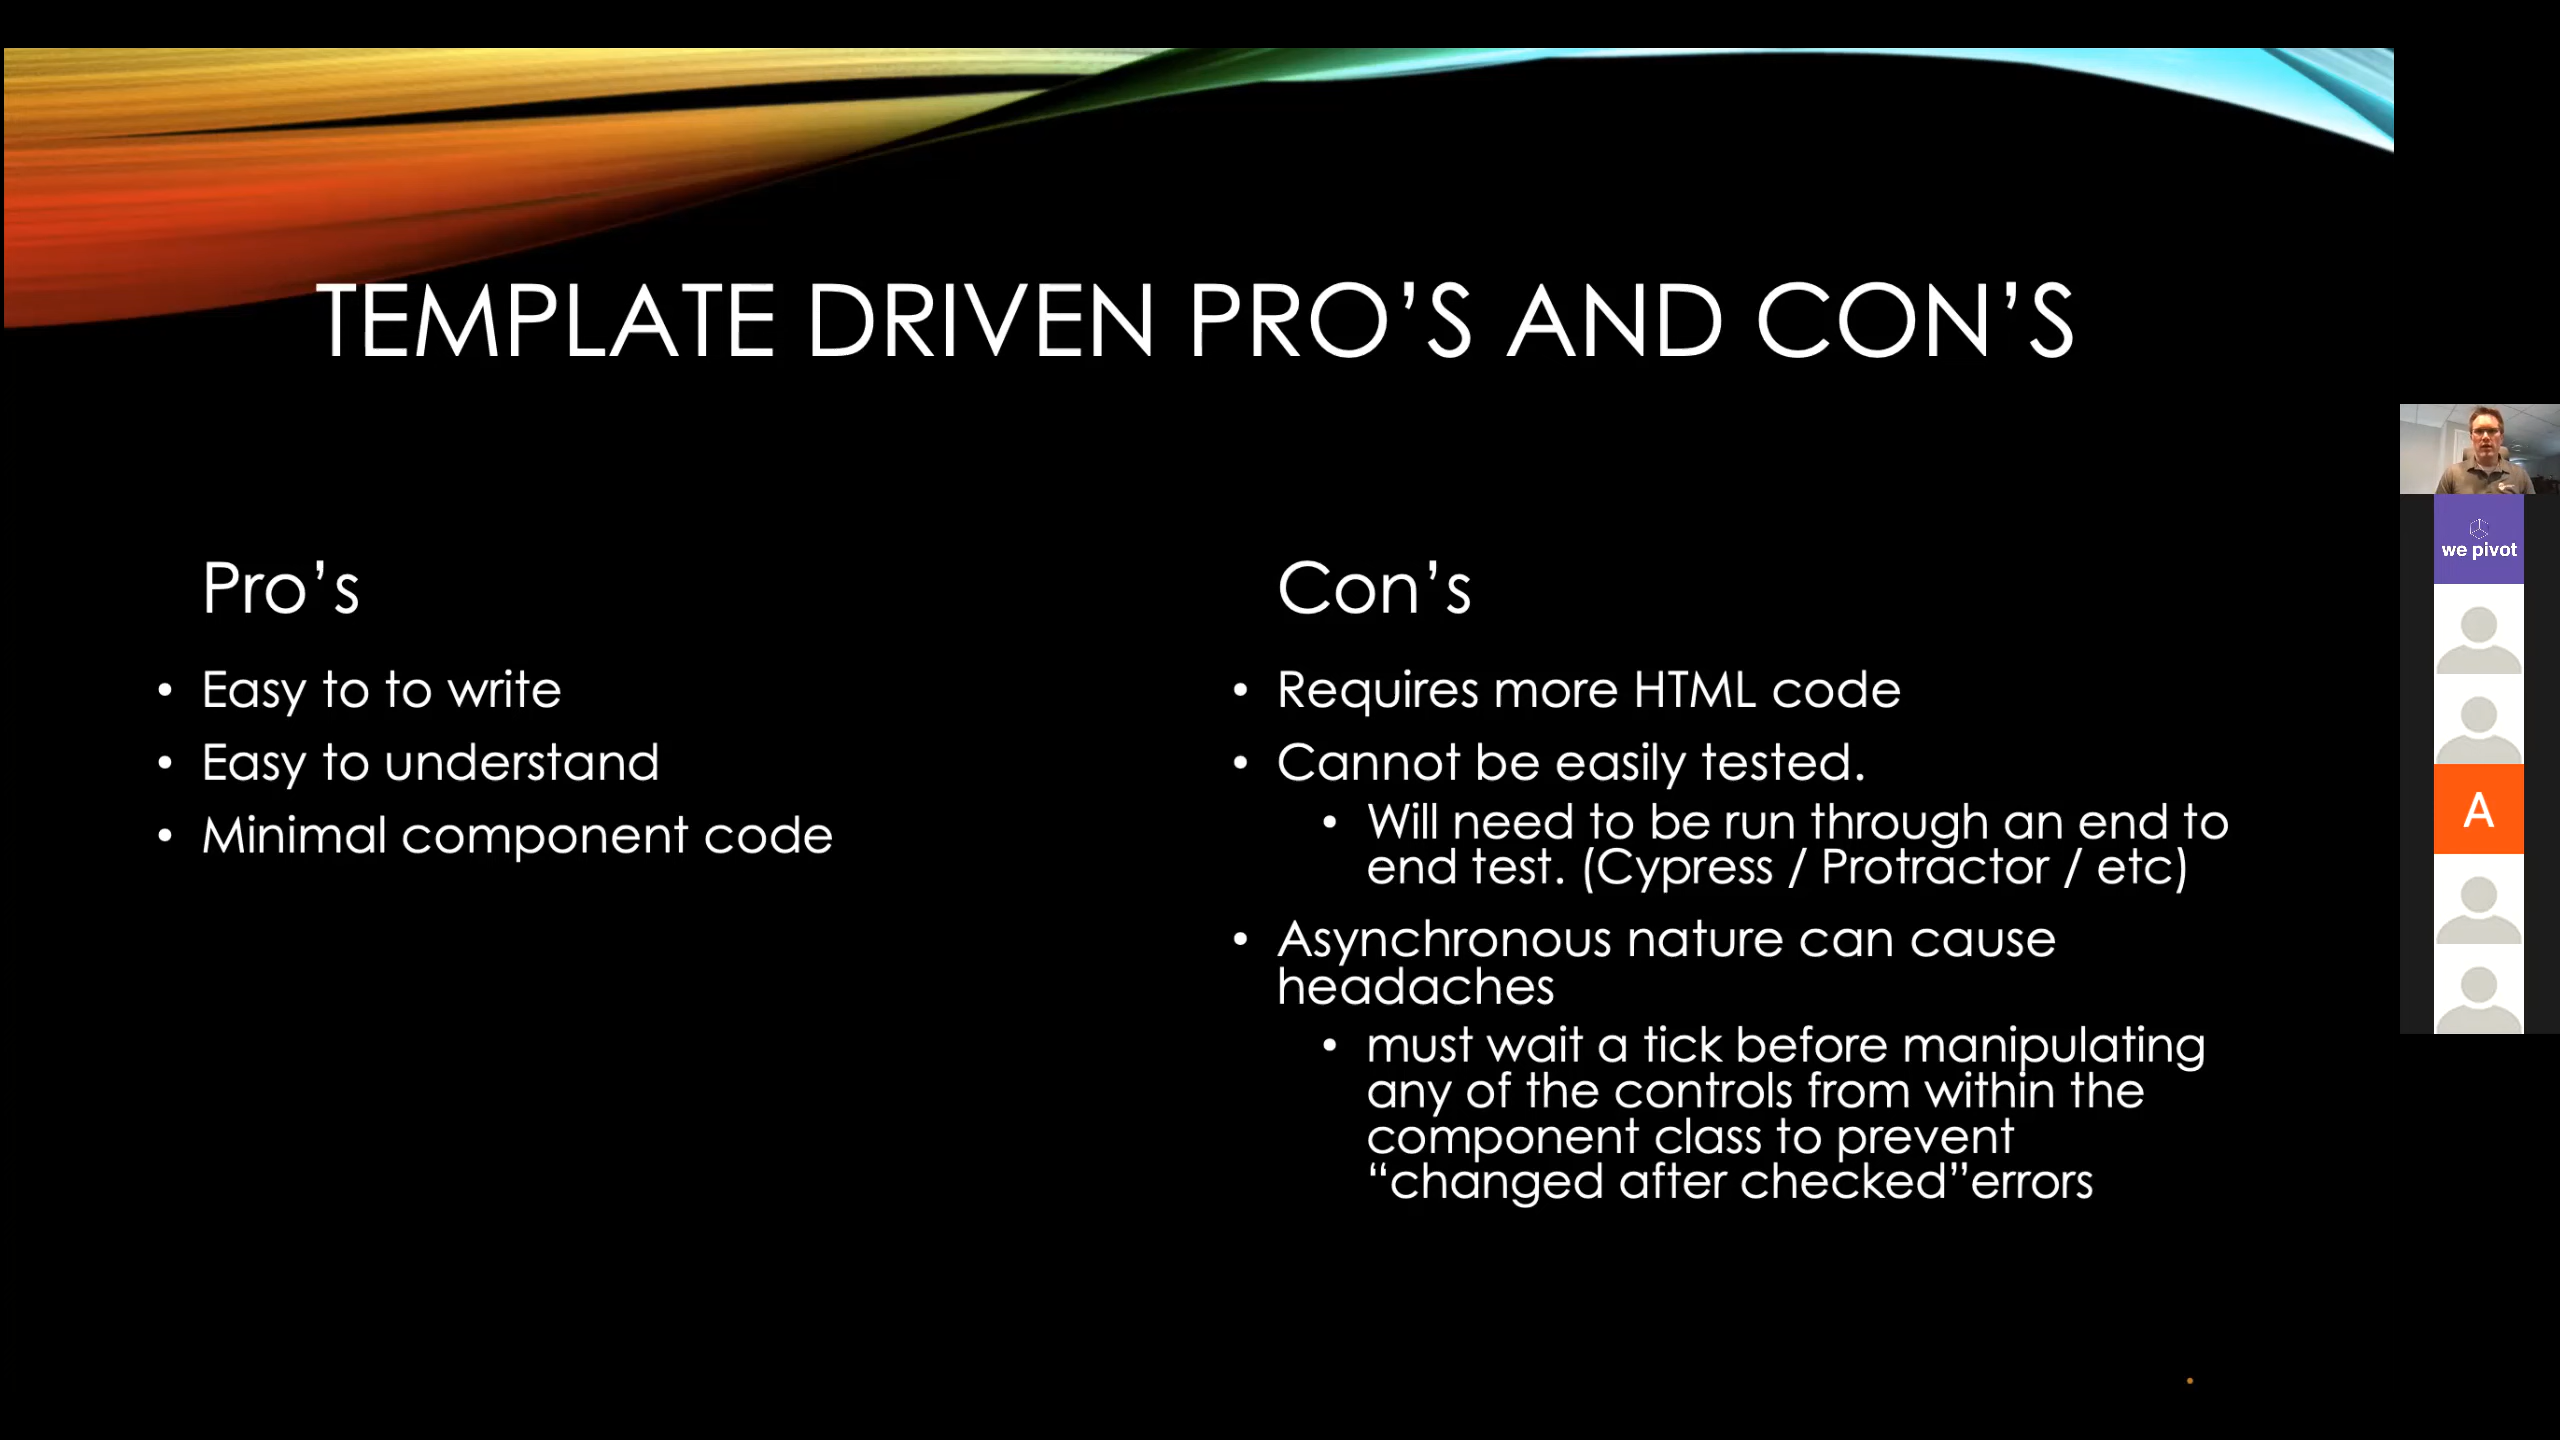 TEMPLATE DRIVEN PRO’S AND CON’S
Pro’s
• Easy to to write
• Easy to understand
• Minimal component code
Con’s
• Requires more HTML code
• Cannot be easily tested.
• Will need to be run through an end to
end test. (Cypress / Protractor / etc)
• Asynchronous nature can cause
headaches
• must wait a tick before manipulating
any of the controls from within the
component class to prevent
“changed after checked”errors
we pivot
A